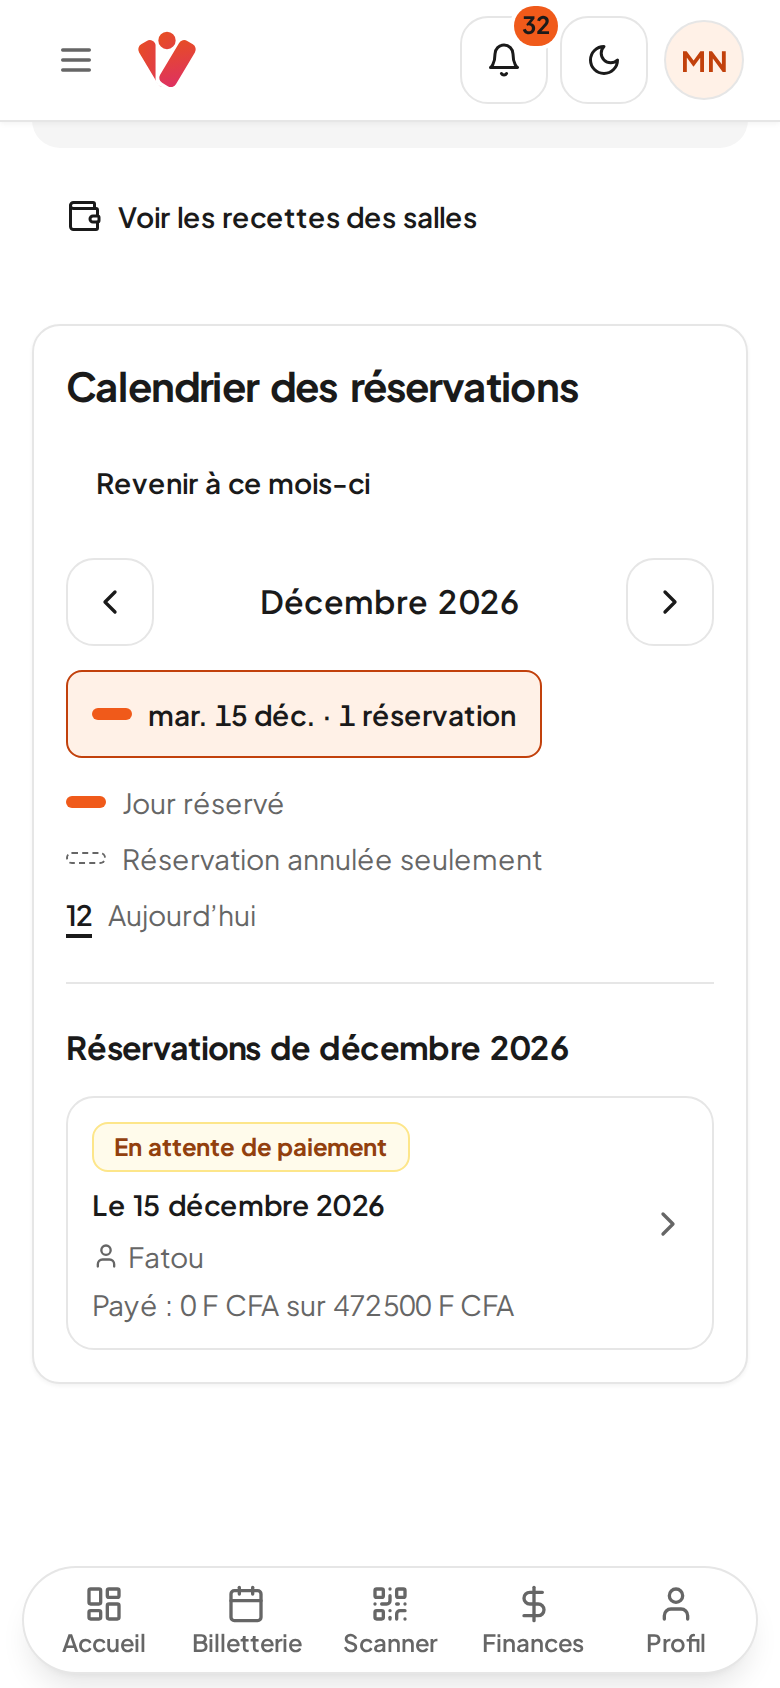 32
MN
Voir les recettes des salles
Calendrier des réservations
Revenir à ce mois-ci
Décembre 2026
mar. 15 déc. · 1 réservation
Jour réservé
Réservation annulée seulement
12 Aujourd’hui
Réservations de décembre 2026
En attente de paiement
Le 15 décembre 2026
Fatou
Payé : 0 F CFA sur 472 500 F CFA
Accueil Billetterie Scanner Finances Profil